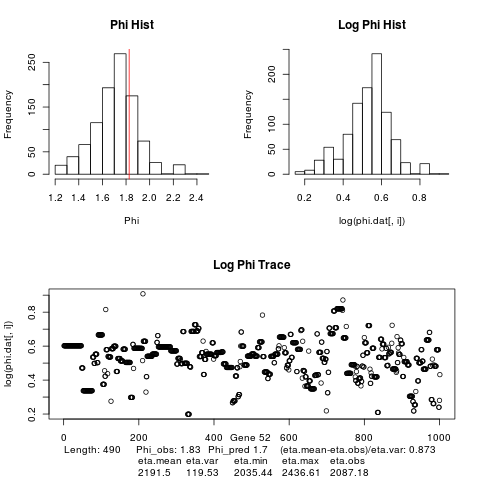 Phi Hist
Log Phi Hist
Frequency
0 50 150 250
1.2 1.4 1.6 1.8 2.0 2.2 2.4
Phi
Frequency
0 50 100 200
0.2 0.4 0.6 0.8
log(phi.dat[, i])
Log Phi Trace
log(phi.dat[, i])
0.2 0.4 0.6 0.8
0 200 400 600 800 1000
Gene 52
Length: 490 Phi_obs: 1.83 Phi_pred 1.7 (eta.mean-eta.obs)/eta.var: 0.873
eta.mean eta.var eta.min eta.max eta.obs
2191.5 119.53 2035.44 2436.61 2087.18